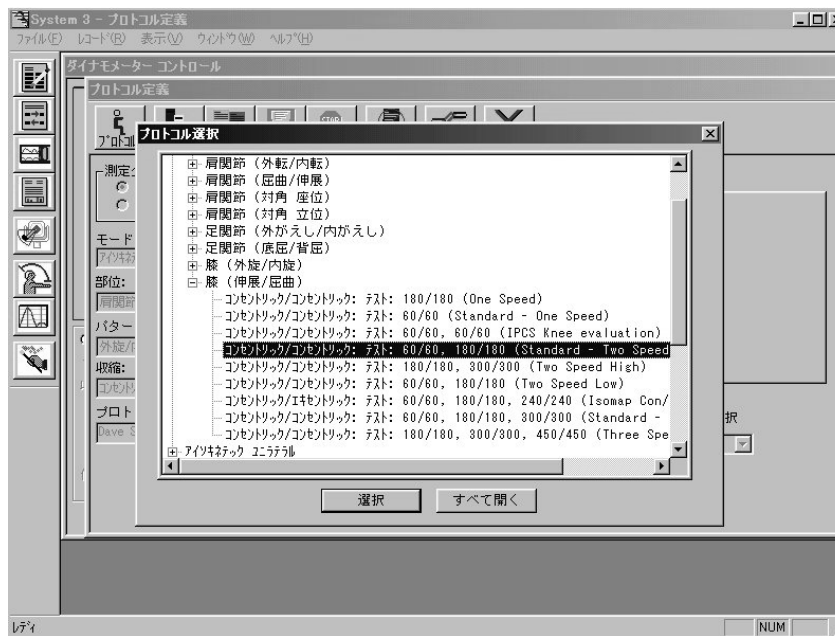 System 3 - プロトコル定義
ファイル(F) レコード(R) 表示(V) ウィンドウ(W) ヘルプ(H)
ダイナモメーター コントロール
プロトコル定義
プロトコル
STOP
プロトコル選択
測定
モード
部位:
肩関節
パター
外旋/
収縮:
プロト
Dave S
択
肩関節 (外転/内転)
肩関節 (屈曲/伸展)
肩関節 (対角 座位)
肩関節 (対角 立位)
足関節 (外がえし/内がえし)
足関節 (底屈/背屈)
膝 (外旋/内旋)
膝 (伸展/屈曲)
コンセントリック/コンセントリック: テスト: 180/180 (One Speed)
コンセントリック/コンセントリック: テスト: 60/60 (Standard - One Speed)
コンセントリック/コンセントリック: テスト: 60/60, 60/60 (IPCS Knee evaluation)
コンセントリック/コンセントリック: テスト: 60/60, 180/180 (Standard - Two Speed
コンセントリック/コンセントリック: テスト: 180/180, 300/300 (Two Speed High)
コンセントリック/コンセントリック: テスト: 60/60, 180/180 (Two Speed Low)
コンセントリック/エキセントリック: テスト: 60/60, 180/180, 240/240 (Isomap Con/
コンセントリック/コンセントリック: テスト: 60/60, 180/180, 300/300 (Standard -
コンセントリック/コンセントリック: テスト: 180/180, 300/300, 450/450 (Three Spe
アイソキネテック ユニラテラル
選択
すべて開く
レディ
NUM